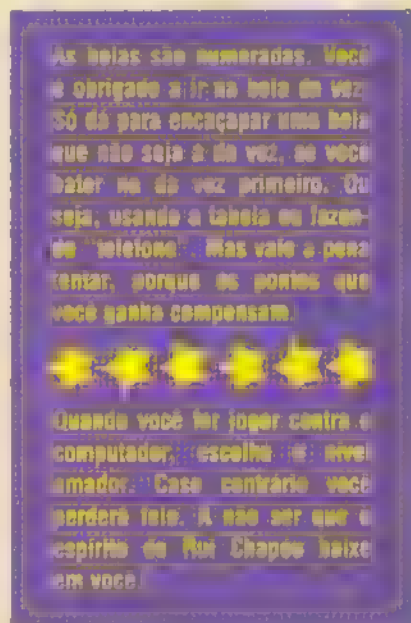 As bolas são numeradas. Você
é obrigado a ir na bola da vez.
Só dá para encaçapar uma bola
que não seja a da vez, se você
bater na da vez primeiro. Ou
seja, usando a tabela ou fazen-
do "telefone". Mas vale a pena
tentar, porque os pontos que
você ganha compensam.
Quando você for jogar contra o
computador, escolha o nível
amador. Caso contrário você
perderá feio. A não ser que o
espírito do Rui Chapéu baixe
em você.